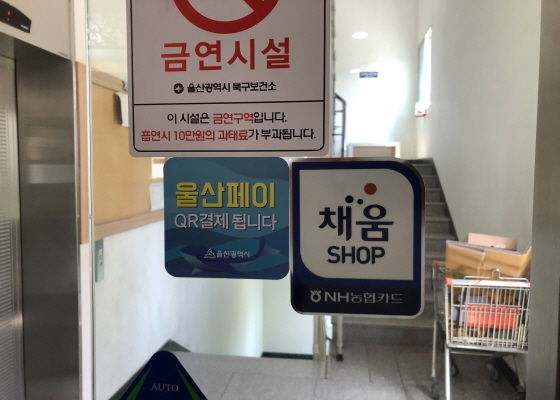 금연시설
울산광역시 북구보건소
이 시설은 금연구역입니다.
흡연시 10만원의 과태료가 부과됩니다.
울산페이
QR결제 됩니다
울산광역시
채움
SHOP
NH농협카드
AUTO